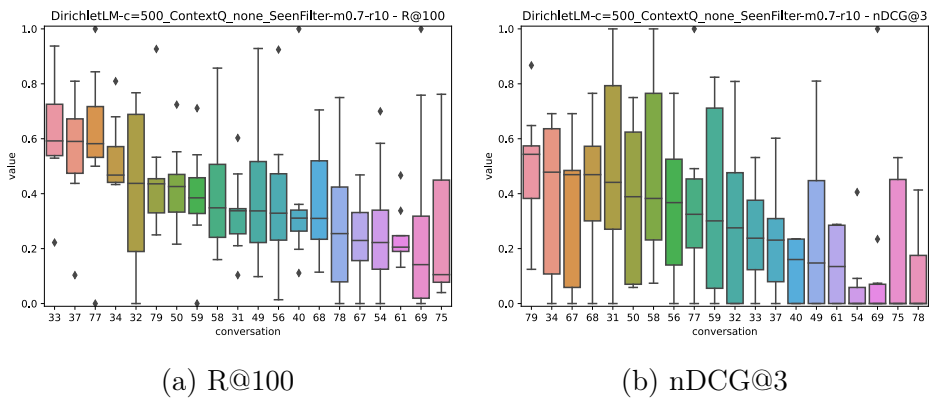 DirichletLM-c=500_ContextQ_none_SeenFilter-m0.7-r10 - R@100
1.0
0.8
0.6
0.4
0.2
0.0
value
33 37 77 34 32 79 50 59 58 31 49 56 40 68 78 67 54 61 69 75
conversation
(a) R@100
DirichletLM-c=500_ContextQ_none_SeenFilter-m0.7-r10 - nDCG@3
1.0
0.8
0.6
0.4
0.2
0.0
value
79 34 67 68 31 50 58 56 77 59 32 33 37 40 49 61 54 69 75 78
conversation
(b) nDCG@3